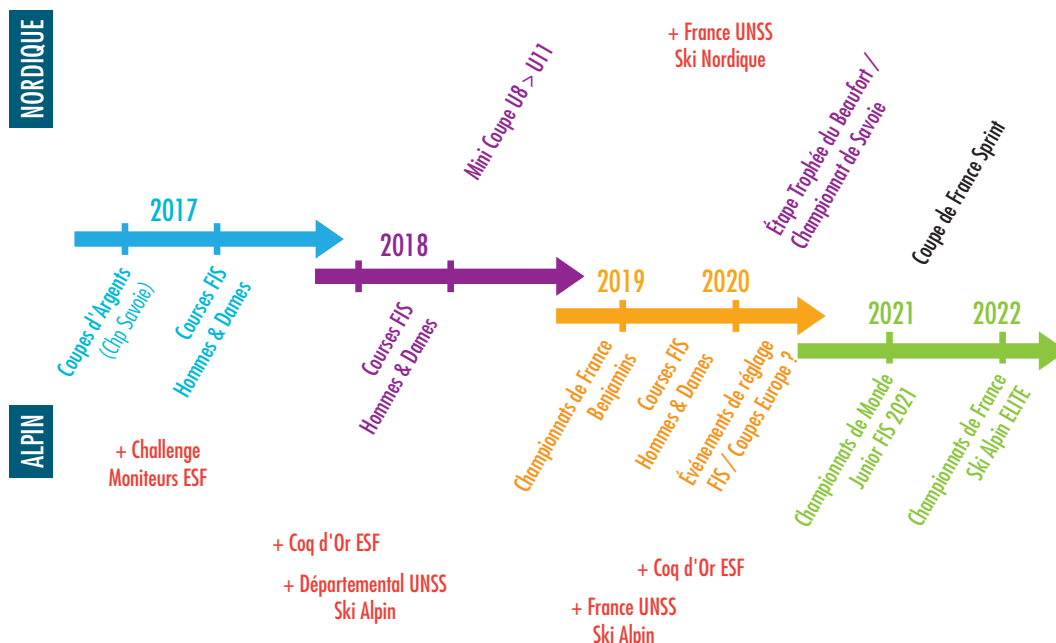 NORDIQUE
+ France UNSS
Ski Nordique
Mini Coupe U8 > U11
Étape Trophée du Beaufort /
Championnat de Savoie
Coupe de France Sprint
2017
2018
2019
2020
2021
2022
Coupes d'Argents
(Chp Savoie)
Courses FIS
Hommes & Dames
Courses FIS
Hommes & Dames
Championnats de France
Benjamins
Courses FIS
Hommes & Dames
Événements de réglage
FIS / Coupes Europe ?
Championnats de Monde
Junior FIS 2021
Championnats de France
Ski Alpin ELITE
ALPIN
+ Challenge
Moniteurs ESF
+ Coq d'Or ESF
+ Départemental UNSS
Ski Alpin
+ Coq d'Or ESF
+ France UNSS
Ski Alpin